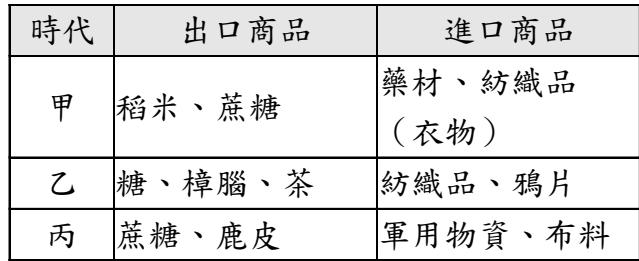 時代 出口商品 進口商品
甲 稻米、蔗糖 藥材、紡織品
（衣物）
乙 糖、樟腦、茶 紡織品、鴉片
丙 蔗糖、鹿皮 軍用物資、布料